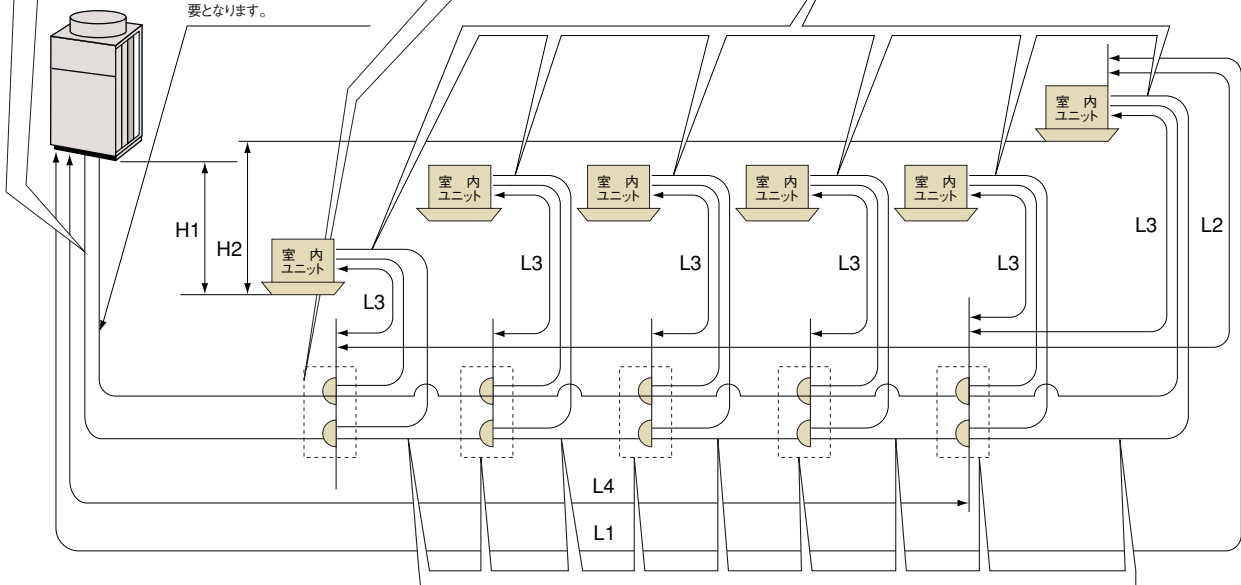 要となります。
室 内
ユニット
室 内
ユニット
室 内
ユニット
室 内
ユニット
室 内
ユニット
H1
H2
室 内
ユニット
L3
L3
L3
L3
L3
L3
L2
L4
L1